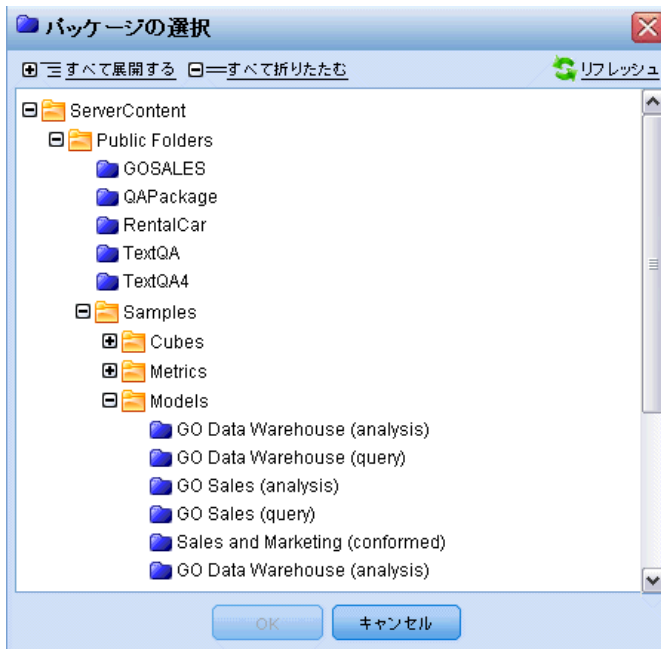 パッケージの選択
すべて展開する すべて折りたたむ リフレッシュ
ServerContent
Public Folders
GOSALES
QAPackage
RentalCar
TextQA
TextQA4
Samples
Cubes
Metrics
Models
GO Data Warehouse (analysis)
GO Data Warehouse (query)
GO Sales (analysis)
GO Sales (query)
Sales and Marketing (conformed)
GO Data Warehouse (analysis)
OK キャンセル